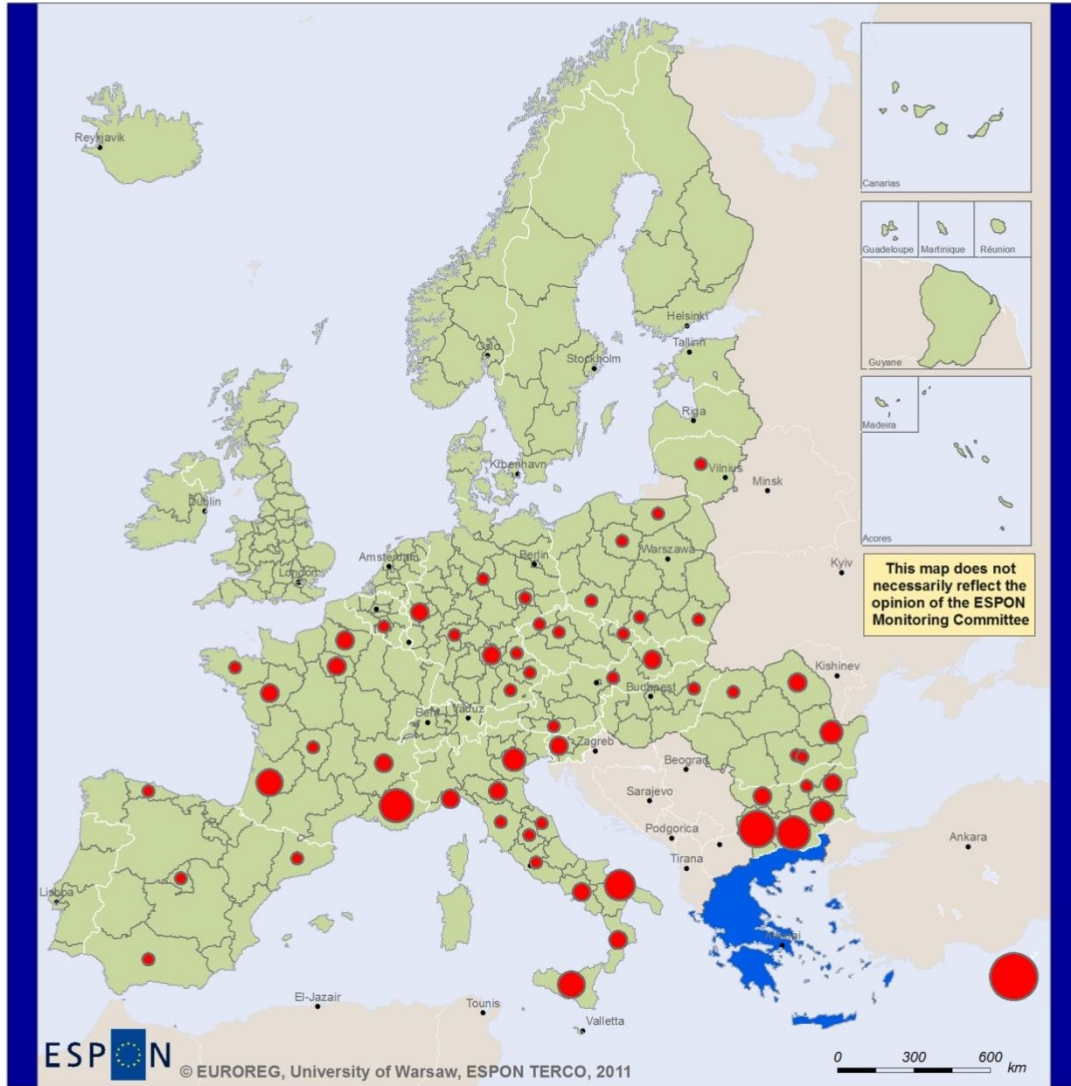 Reykjavik
Canarias
Guadeloupe
Martinique
Réunion
Guyane
Helsinki
Tallinn
Oslo
Stockholm
Madeira
Riga
København
Vilnius
Minsk
Dublin
Acores
Amsterdam
Berlin
Warszawa
London
Kyiv
This map does not
necessarily reflect the
opinion of the ESPON
Monitoring Committee
Kishinev
Budapest
Bern
Vaduz
Zagreb
Beograd
Sarajevo
Podgorica
Tirana
Ankara
Lisboa
El-Jazair
Tounis
Valletta
ESPON
© EUROREG, University of Warsaw, ESPON TERCO, 2011
0 300 600
km